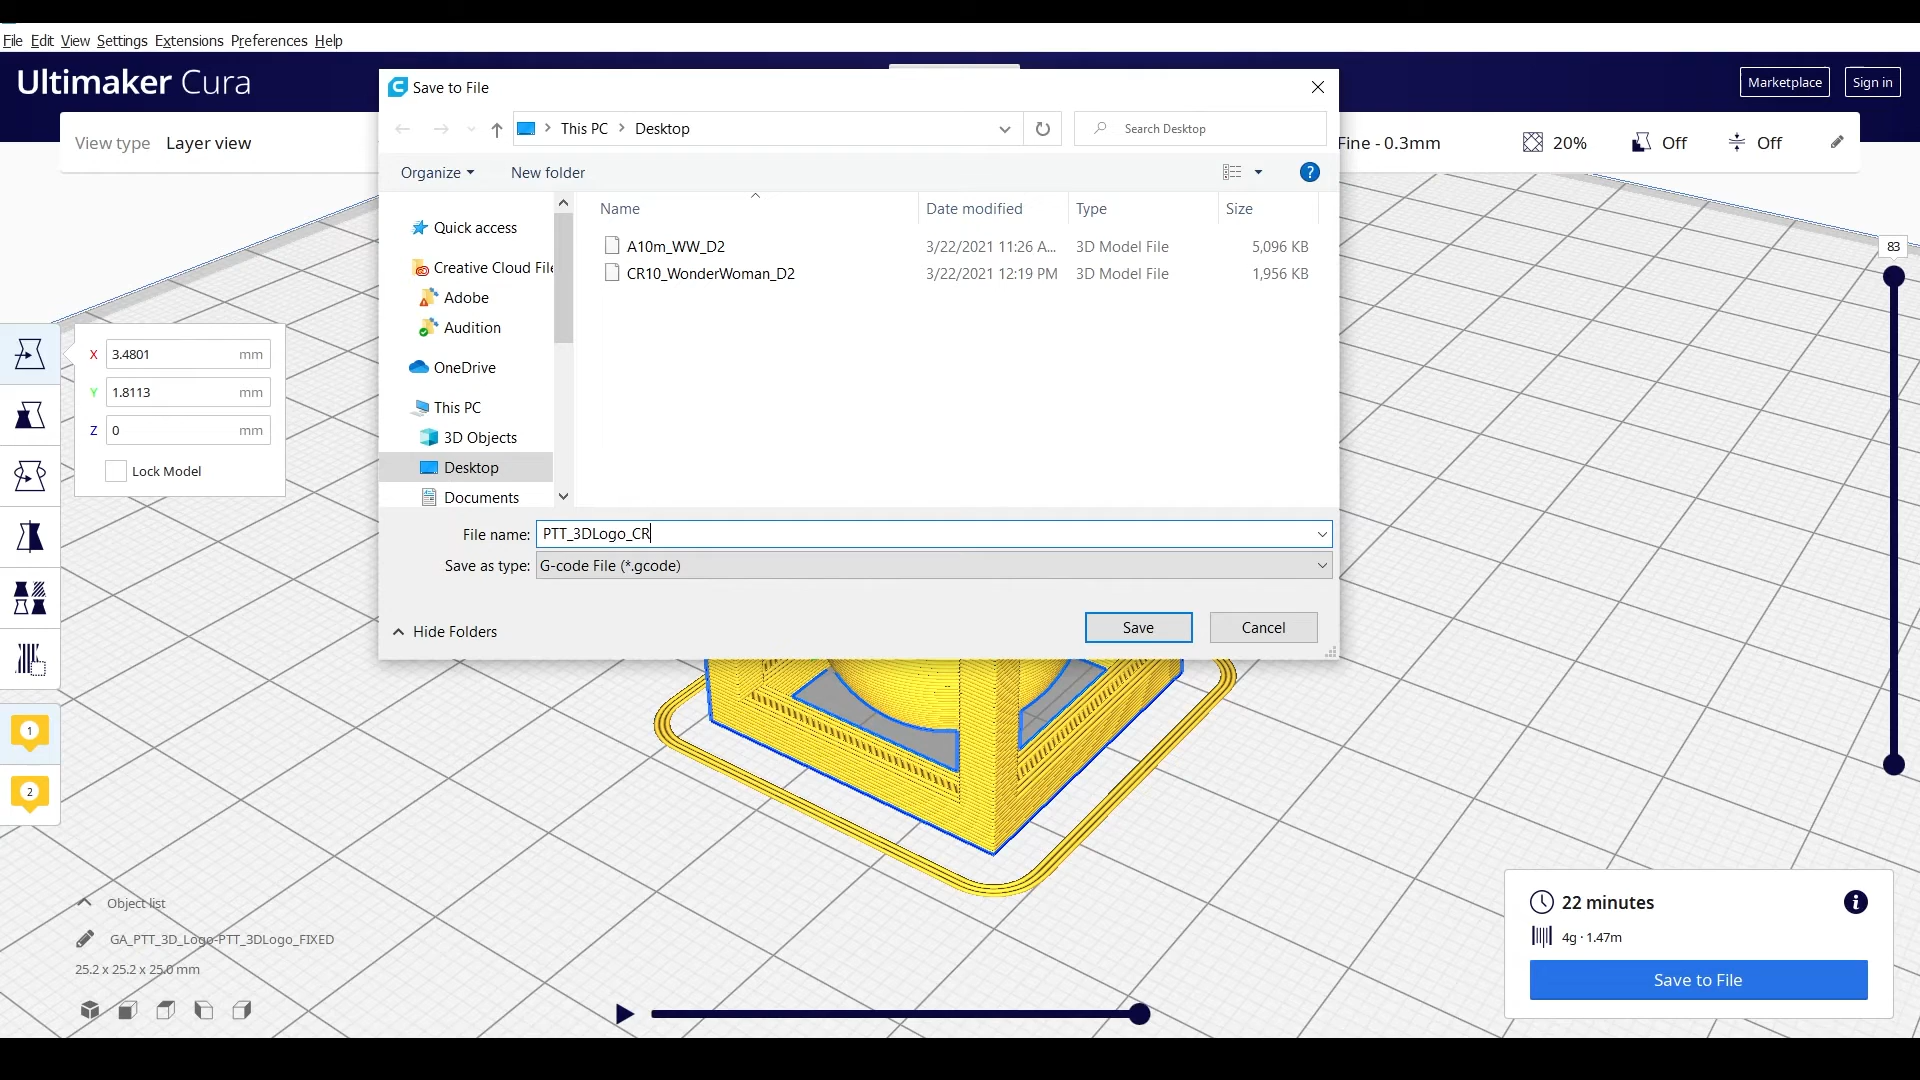 File Edit View Settings Extensions Preferences Help
Ultimaker Cura
Marketplace Sign in
View type Layer view
Fine - 0.3mm 20% Off Off
Save to File
This PC Desktop
Search Desktop
Organize New folder
?
Name Date modified Type Size
A10m_WW_D2 3/22/2021 11:26 A... 3D Model File 5,096 KB
CR10_WonderWoman_D2 3/22/2021 12:19 PM 3D Model File 1,956 KB
Quick access
Creative Cloud File
Adobe
Audition
OneDrive
This PC
3D Objects
Desktop
Documents
File name: PTT_3DLogo_CR
Save as type: G-code File (*.gcode)
Hide Folders
Save Cancel
83
X 3.4801 mm
Y 1.8113 mm
Z 0 mm
Lock Model
1
2
Object list
GA_PTT_3D_Logo-PTT_3DLogo_FIXED
25.2 x 25.2 x 25.0 mm
22 minutes i
4g · 1.47m
Save to File